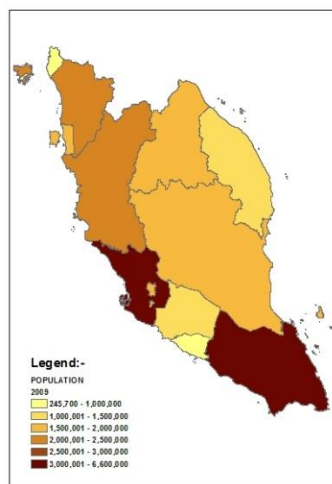 Legend:-
POPULATION
2009
245,700 - 1,000,000
1,000,001 - 1,500,000
1,500,001 - 2,000,000
2,000,001 - 2,500,000
2,500,001 - 3,000,000
3,000,001 - 6,600,000